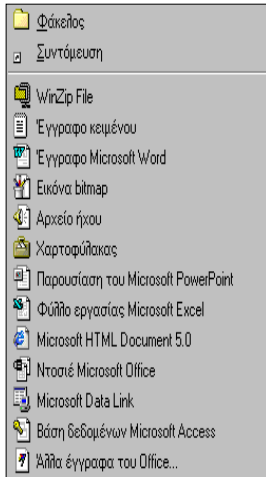 Φάκελος
Συντόμευση
WinZip File
Έγγραφο κειμένου
Έγγραφο Microsoft Word
Εικόνα bitmap
Αρχείο ήχου
Χαρτοφύλακας
Παρουσίαση του Microsoft PowerPoint
Φύλλο εργασίας Microsoft Excel
Microsoft HTML Document 5.0
Ντοσιέ Microsoft Office
Microsoft Data Link
Βάση δεδομένων Microsoft Access
Άλλα έγγραφα του Office...